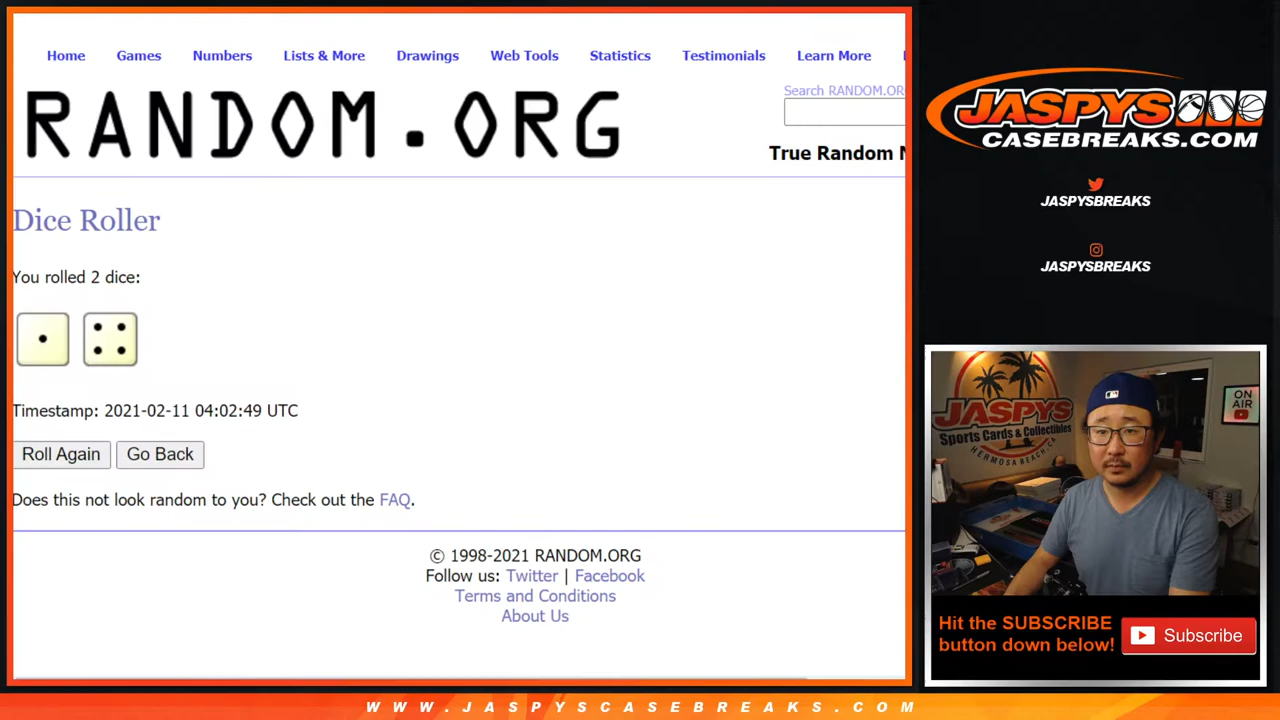 Home Games Numbers Lists & More Drawings Web Tools Statistics Testimonials Learn More
Search RANDOM.OR
RANDOM.ORG
True Random N
Dice Roller
You rolled 2 dice:
Timestamp: 2021-02-11 04:02:49 UTC
Roll Again Go Back
Does this not look random to you? Check out the FAQ.
© 1998-2021 RANDOM.ORG
Follow us: Twitter | Facebook
Terms and Conditions
About Us
JASPYS
CASEBREAKS.COM
JASPYSBREAKS
JASPYSBREAKS
JASPYS
Sports Cards & Collectibles
HERMOSA BEACH, CA
ON
AIR
Hit the SUBSCRIBE
button down below!
Subscribe
WWW.JASPYSCASEBREAKS.COM